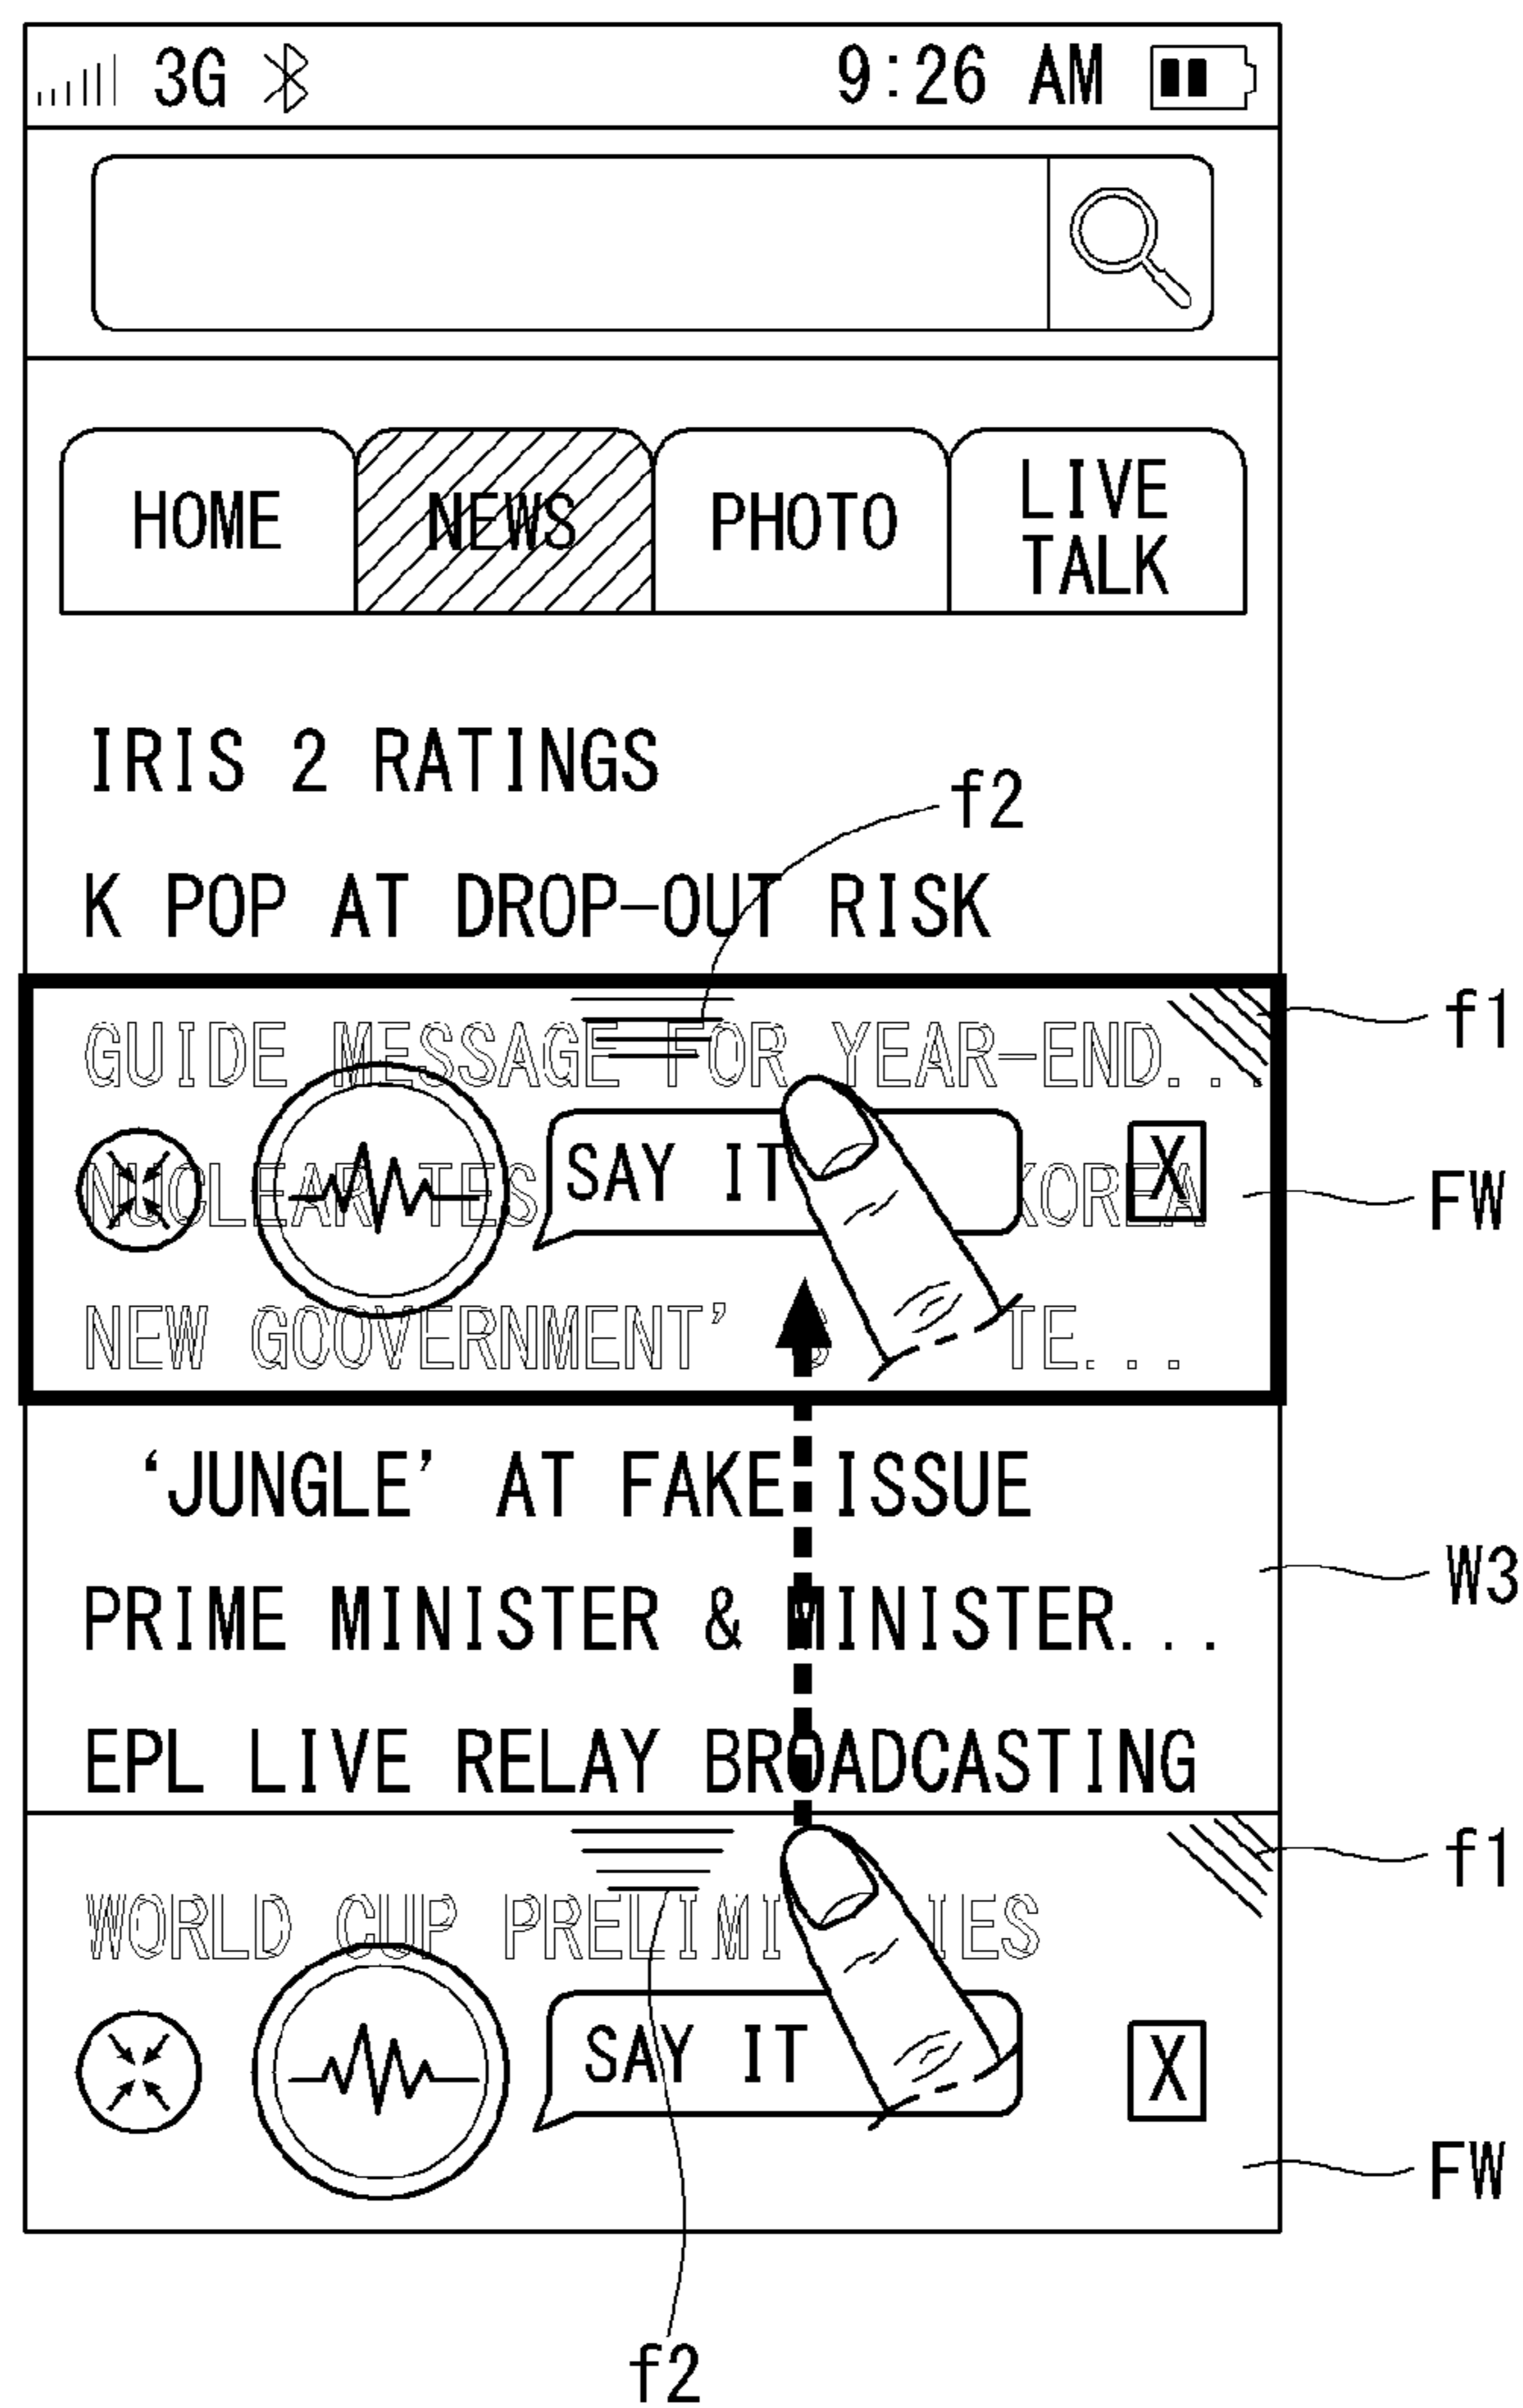 3G 9:26 AM
HOME NEWS PHOTO LIVE TALK
IRIS 2 RATINGS
f2
K POP AT DROP-OUT RISK
f1
GUIDE MESSAGE FOR YEAR-END...
SAY IT X
NUCLEAR TES KOREA
FW
NEW GOOVERNMENT' TE...
'JUNGLE' AT FAKE ISSUE
W3
PRIME MINISTER & MINISTER...
EPL LIVE RELAY BROADCASTING
f1
WORLD CUP PRELIMI IES
SAY IT X
FW
f2